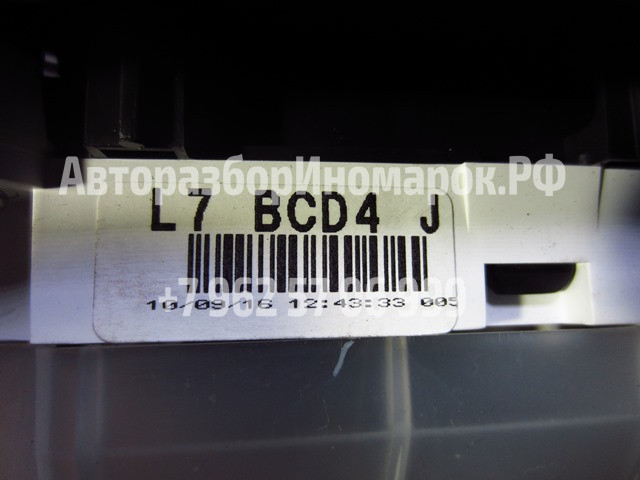 АвторазборИномарок.РФ
L7 BCD4 J
10/09/16 12:43:33 005